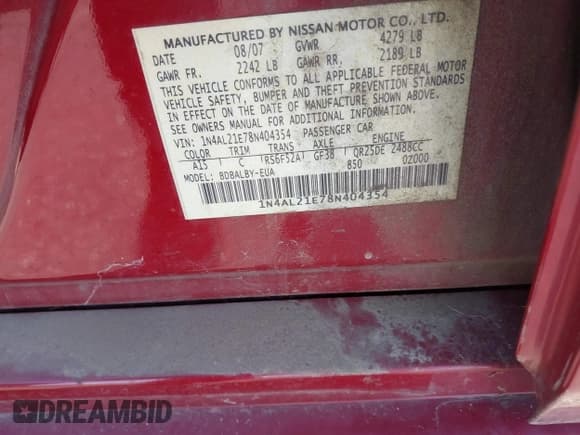 MANUFACTURED BY NISSAN MOTOR CO., LTD.
DATE 08/07 GVWR 4279 LB
GAWR FR. 2242 LB GAWR RR. 2189 LB
THIS VEHICLE CONFORMS TO ALL APPLICABLE FEDERAL MOTOR
VEHICLE SAFETY, BUMPER AND THEFT PREVENTION STANDARDS
IN EFFECT ON THE DATE OF MANUFACTURE SHOWN ABOVE.
SEE OWNERS MANUAL FOR ADDITIONAL INFORMATION.
VIN: 1N4AL21E78N404354 PASSENGER CAR
COLOR TRIM TRANS AXLE ENGINE
A15 C RS6F52A GF38 QR25DE 2488CC
MODEL: BDBALBY-EUA 850 0Z000
1N4AL21E78N404354
DREAMBID